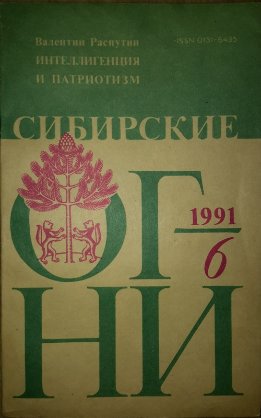 Валентин Распутин
ИНТЕЛЛИГЕНЦИЯ
И ПАТРИОТИЗМ
ISSN 0131-6435
СИБИРСКИЕ
ОГ-
НИ
1991
6